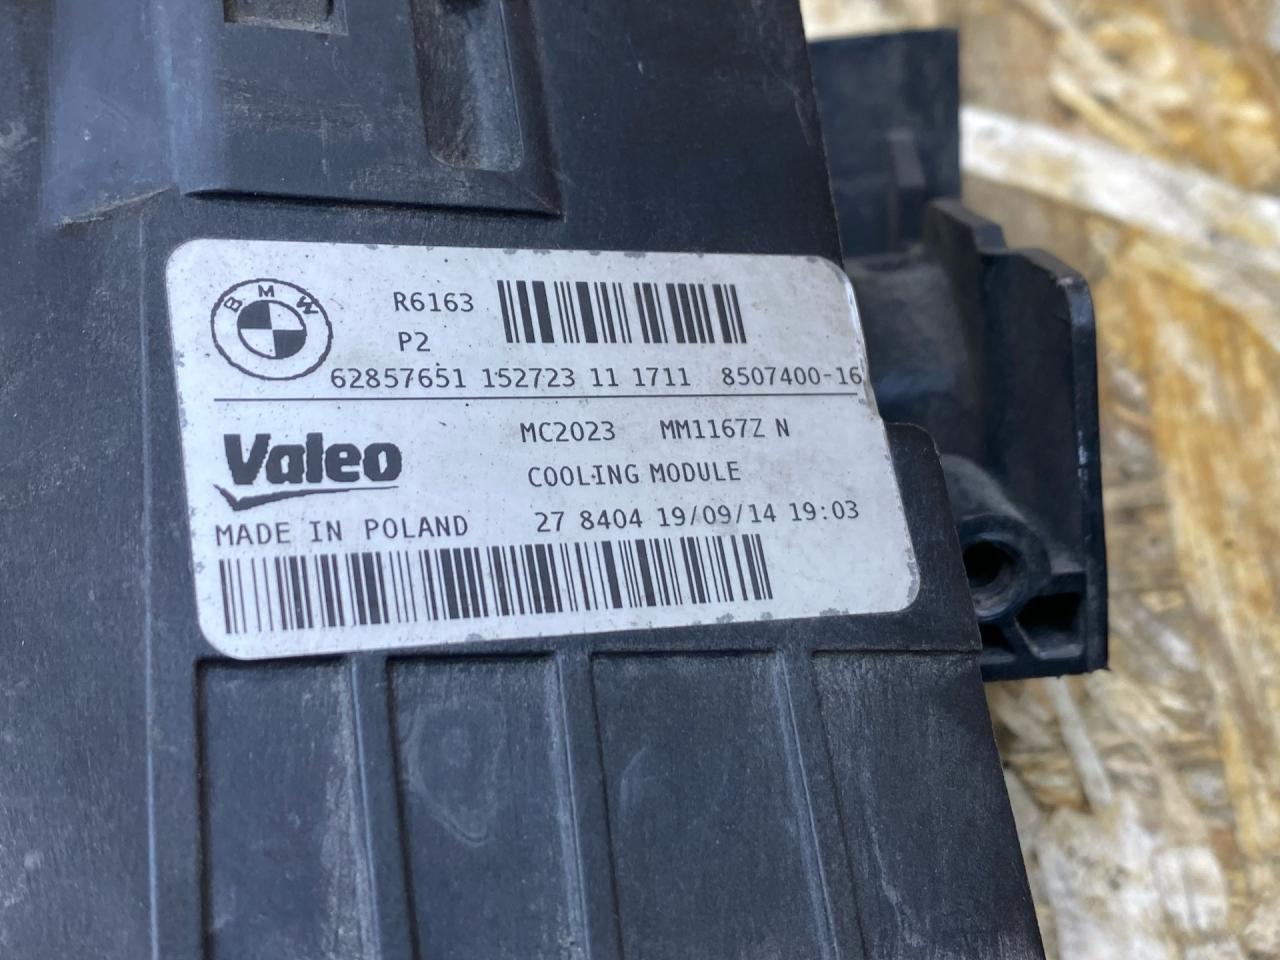 BMW
R6163
P2
62857651 152723 11 1711 8507400-16
Valeo
MC2023 MM1167Z N
COOLING MODULE
MADE IN POLAND
27 8404 19/09/14 19:03